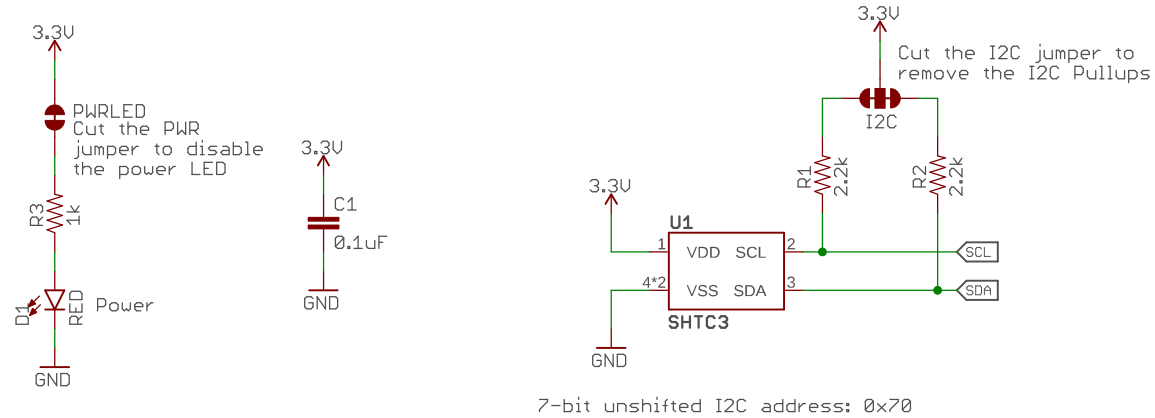 3.3V
PWRLED
Cut the PWR
jumper to disable
the power LED
R3
1k
D1
RED
Power
GND
3.3V
C1
0.1uF
GND
3.3V
Cut the I2C jumper to
remove the I2C Pullups
I2C
R1
2.2k
R2
2.2k
3.3V
U1
1
VDD
SCL
2
SCL
4*2
VSS
SDA
3
SDA
SHTC3
GND
7-bit unshifted I2C address: 0x70